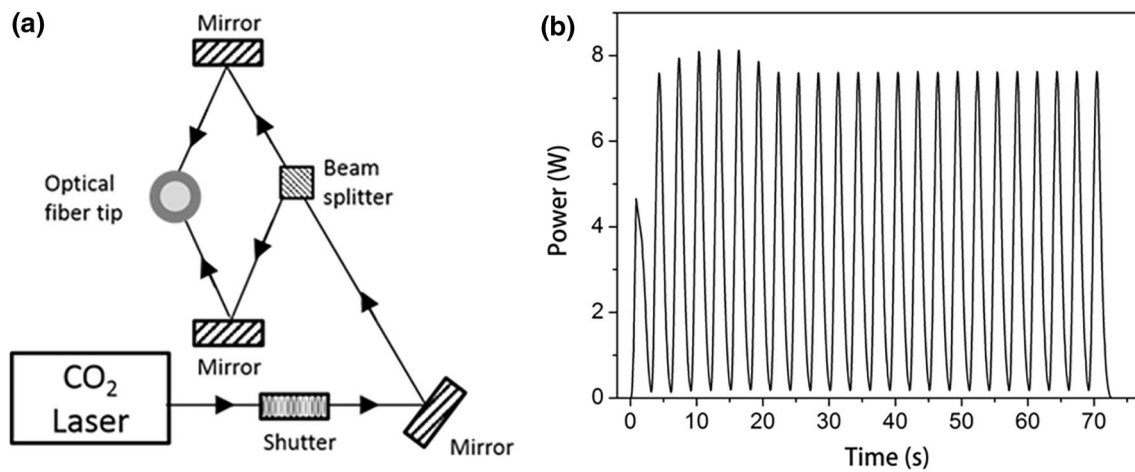 (a)
Mirror
Optical
fiber tip
Beam
splitter
Mirror
CO₂
Laser
Shutter
Mirror
(b)
Power (W)
8
6
4
2
0
0 10 20 30 40 50 60 70
Time (s)